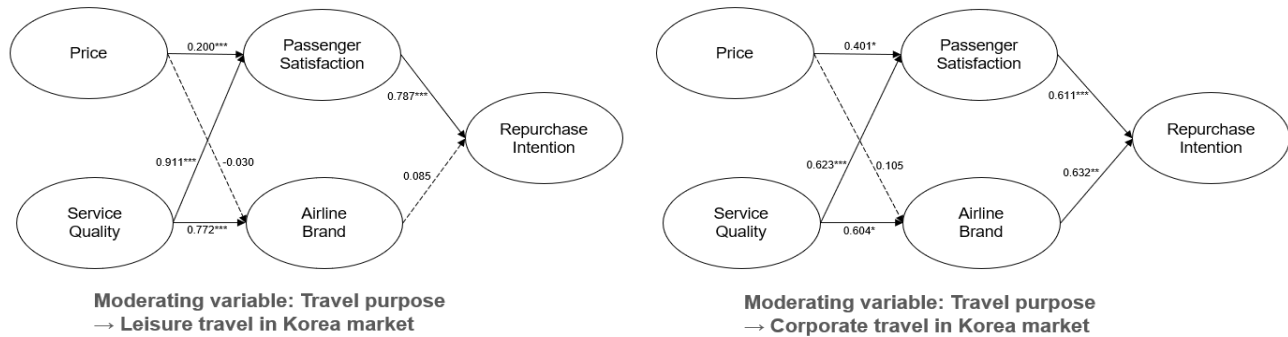 Price
0.200***
Passenger
Satisfaction
0.787***
Repurchase
Intention
0.911***
-0.030
0.085
Service
Quality
0.772***
Airline
Brand
Moderating variable: Travel purpose
→ Leisure travel in Korea market
Price
0.401*
Passenger
Satisfaction
0.611***
Repurchase
Intention
0.623***
0.105
0.632**
Service
Quality
0.604*
Airline
Brand
Moderating variable: Travel purpose
→ Corporate travel in Korea market